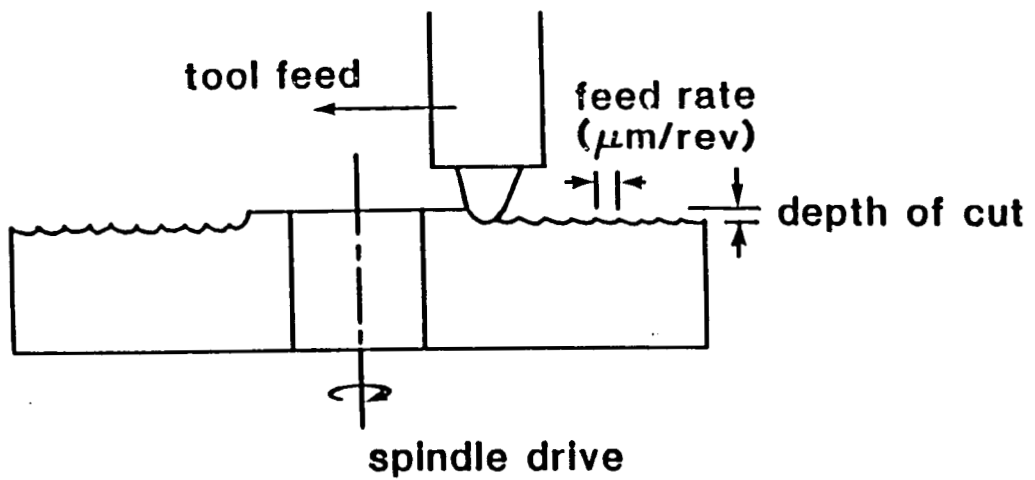 tool feed
feed rate
(μm/rev)
depth of cut
spindle drive